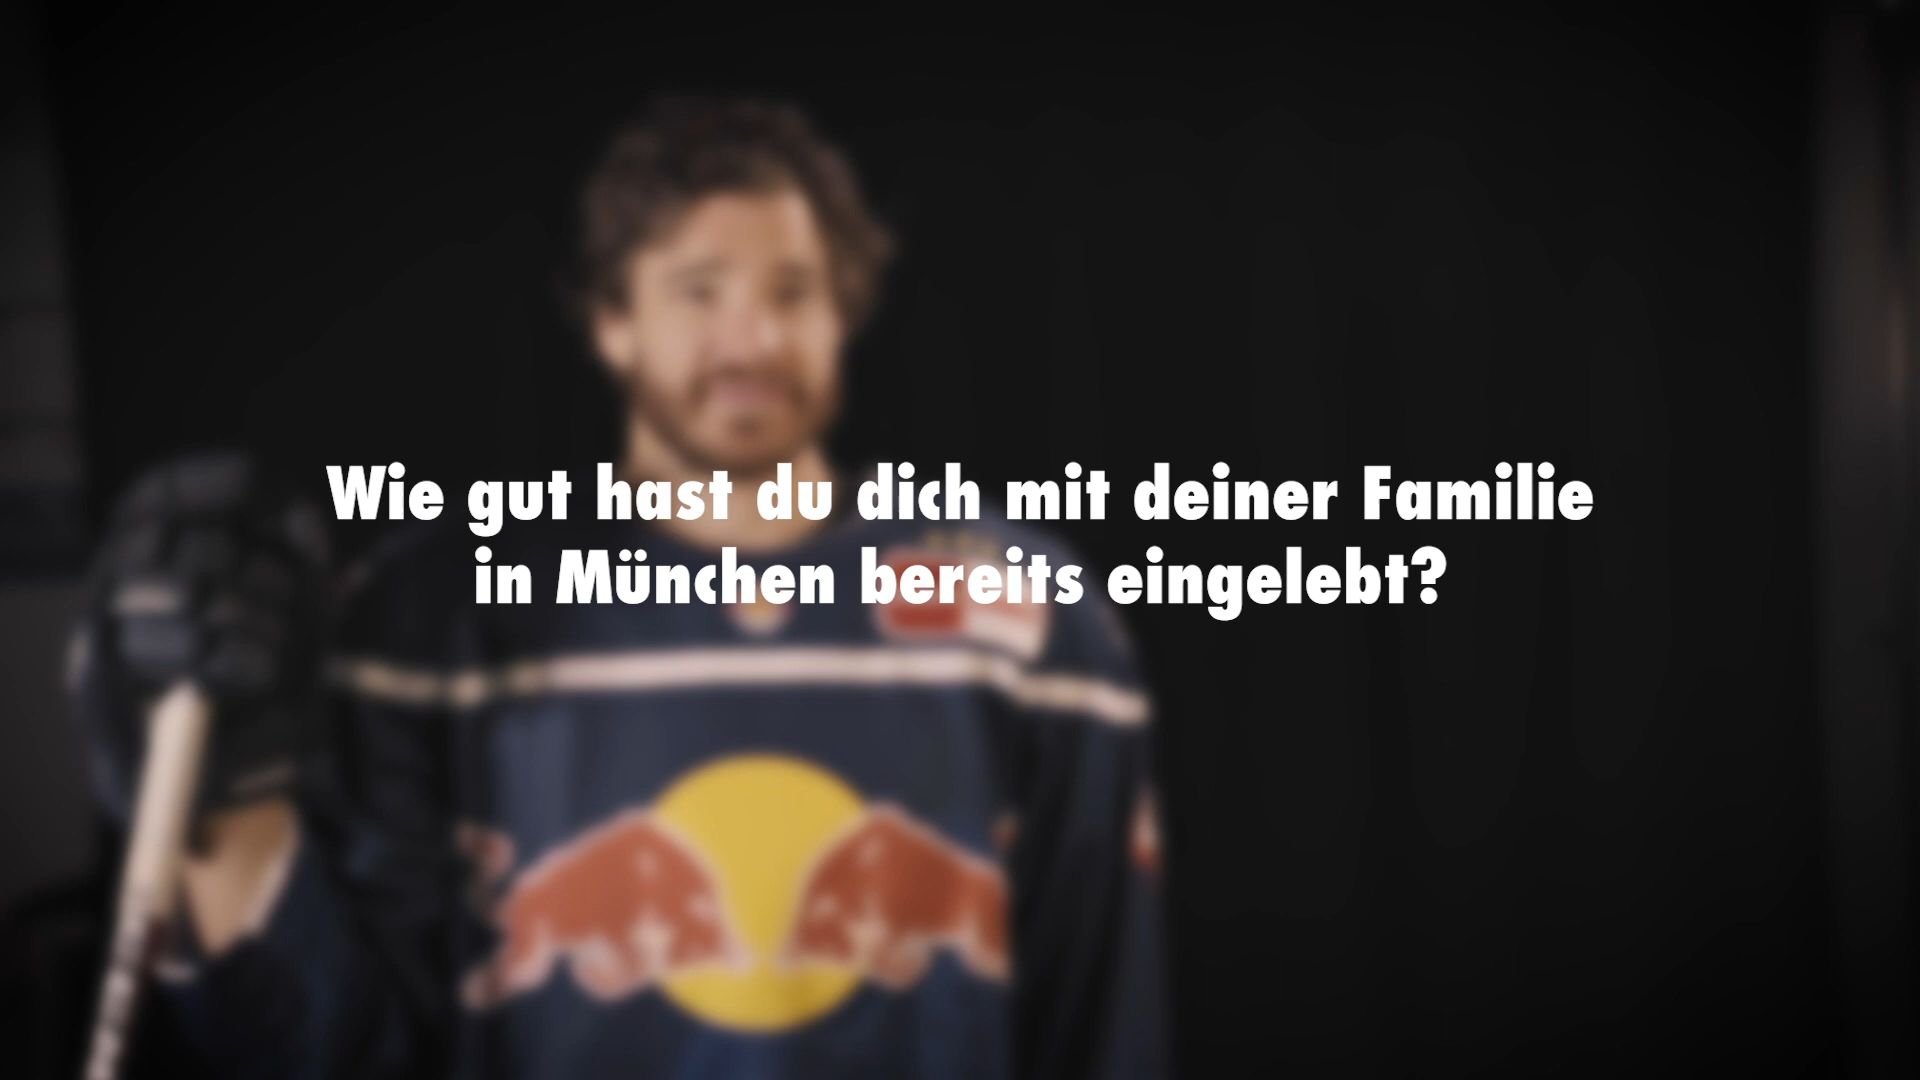 Wie gut hast du dich mit deiner Familie
in München bereits eingelebt?